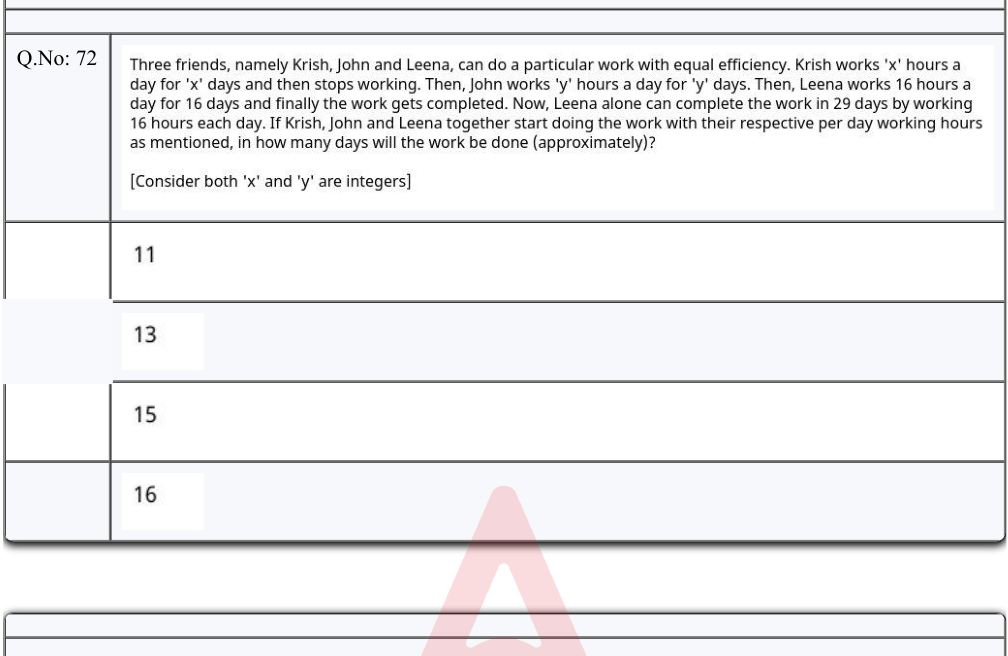 Q.No: 72
Three friends, namely Krish, John and Leena, can do a particular work with equal efficiency. Krish works 'x' hours a
day for 'x' days and then stops working. Then, John works 'y' hours a day for 'y' days. Then, Leena works 16 hours a
day for 16 days and finally the work gets completed. Now, Leena alone can complete the work in 29 days by working
16 hours each day. If Krish, John and Leena together start doing the work with their respective per day working hours
as mentioned, in how many days will the work be done (approximately)?
[Consider both 'x' and 'y' are integers]
11
13
15
16